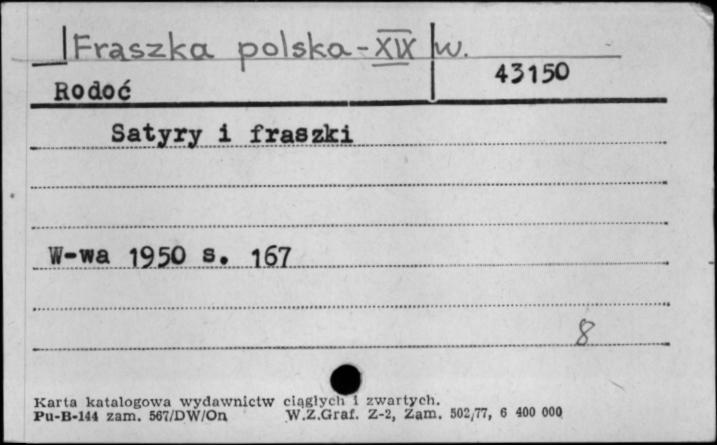 Fraszka polska - XIX w.
43150
Rodoć
Satyry i fraszki
W-wa 1950 s. 167
8
Karta katalogowa wydawnictw ciągłych i zwartych.
Pu-B-144 zam. 567/DW/On W.Z.Graf. Z-2, Zam. 502/77, 6 400 000